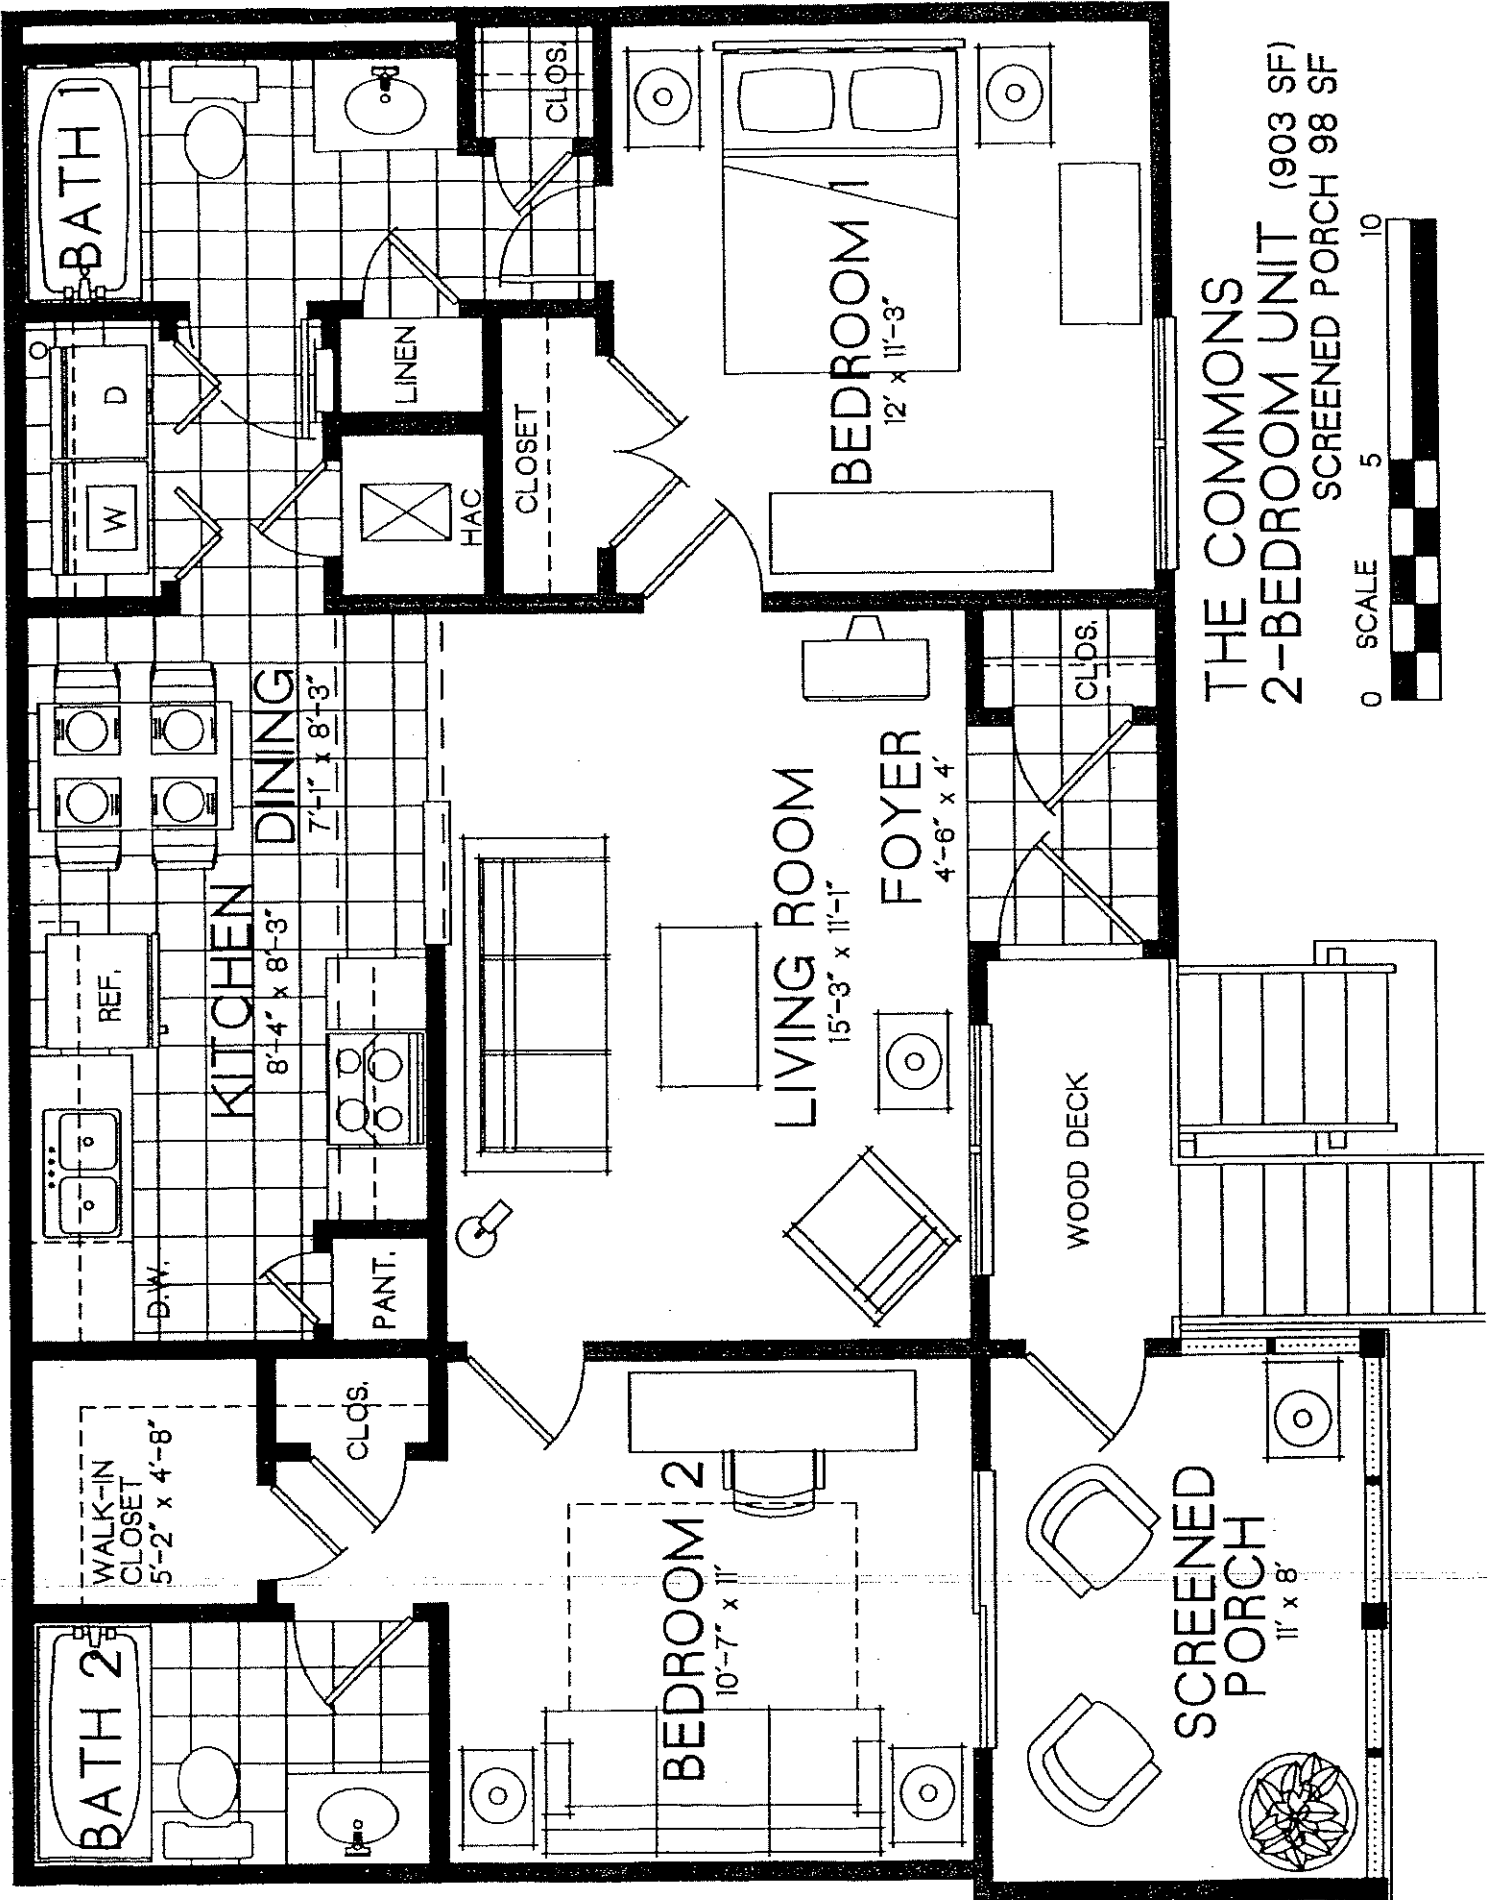 BATH 2
WALK-IN
CLOSET
5'-2" x 4'-8"
CLOS.
D.W.
PANT.
KITCHEN
8'-4" x 8'-3"
REF.
DINING
7'-1" x 8'-3"
W
D
HAC
LINEN
BATH 1
CLOS.
CLOSET
BEDROOM 2
10'-7" x 11'
LIVING ROOM
15'-3" x 11'-1"
FOYER
4'-6" x 4'
BEDROOM 1
12' x 11'-3"
CLOS.
WOOD DECK
SCREENED
PORCH
11' x 8'
THE COMMONS
2-BEDROOM UNIT (903 SF)
SCREENED PORCH 98 SF
0 SCALE 5 10